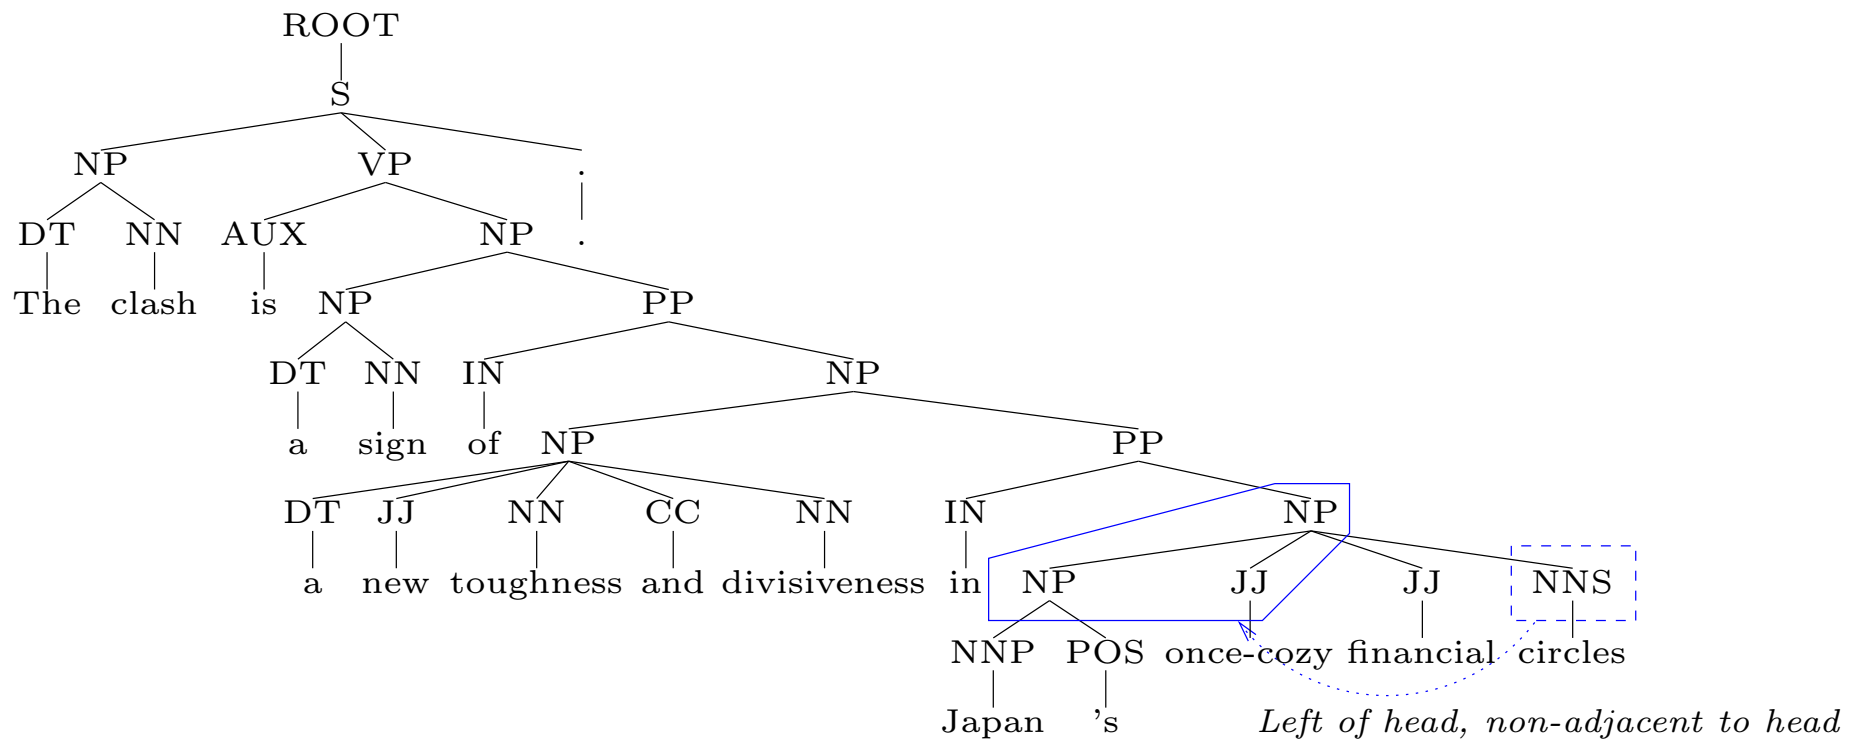 ROOT
S
NP VP .
DT NN AUX NP .
The clash is NP PP
DT NN IN NP
a sign of NP PP
DT JJ NN CC NN IN NP
a new toughness and divisiveness in NP JJ JJ NNS
NNP POS once-cozy financial circles
Japan 's Left of head, non-adjacent to head